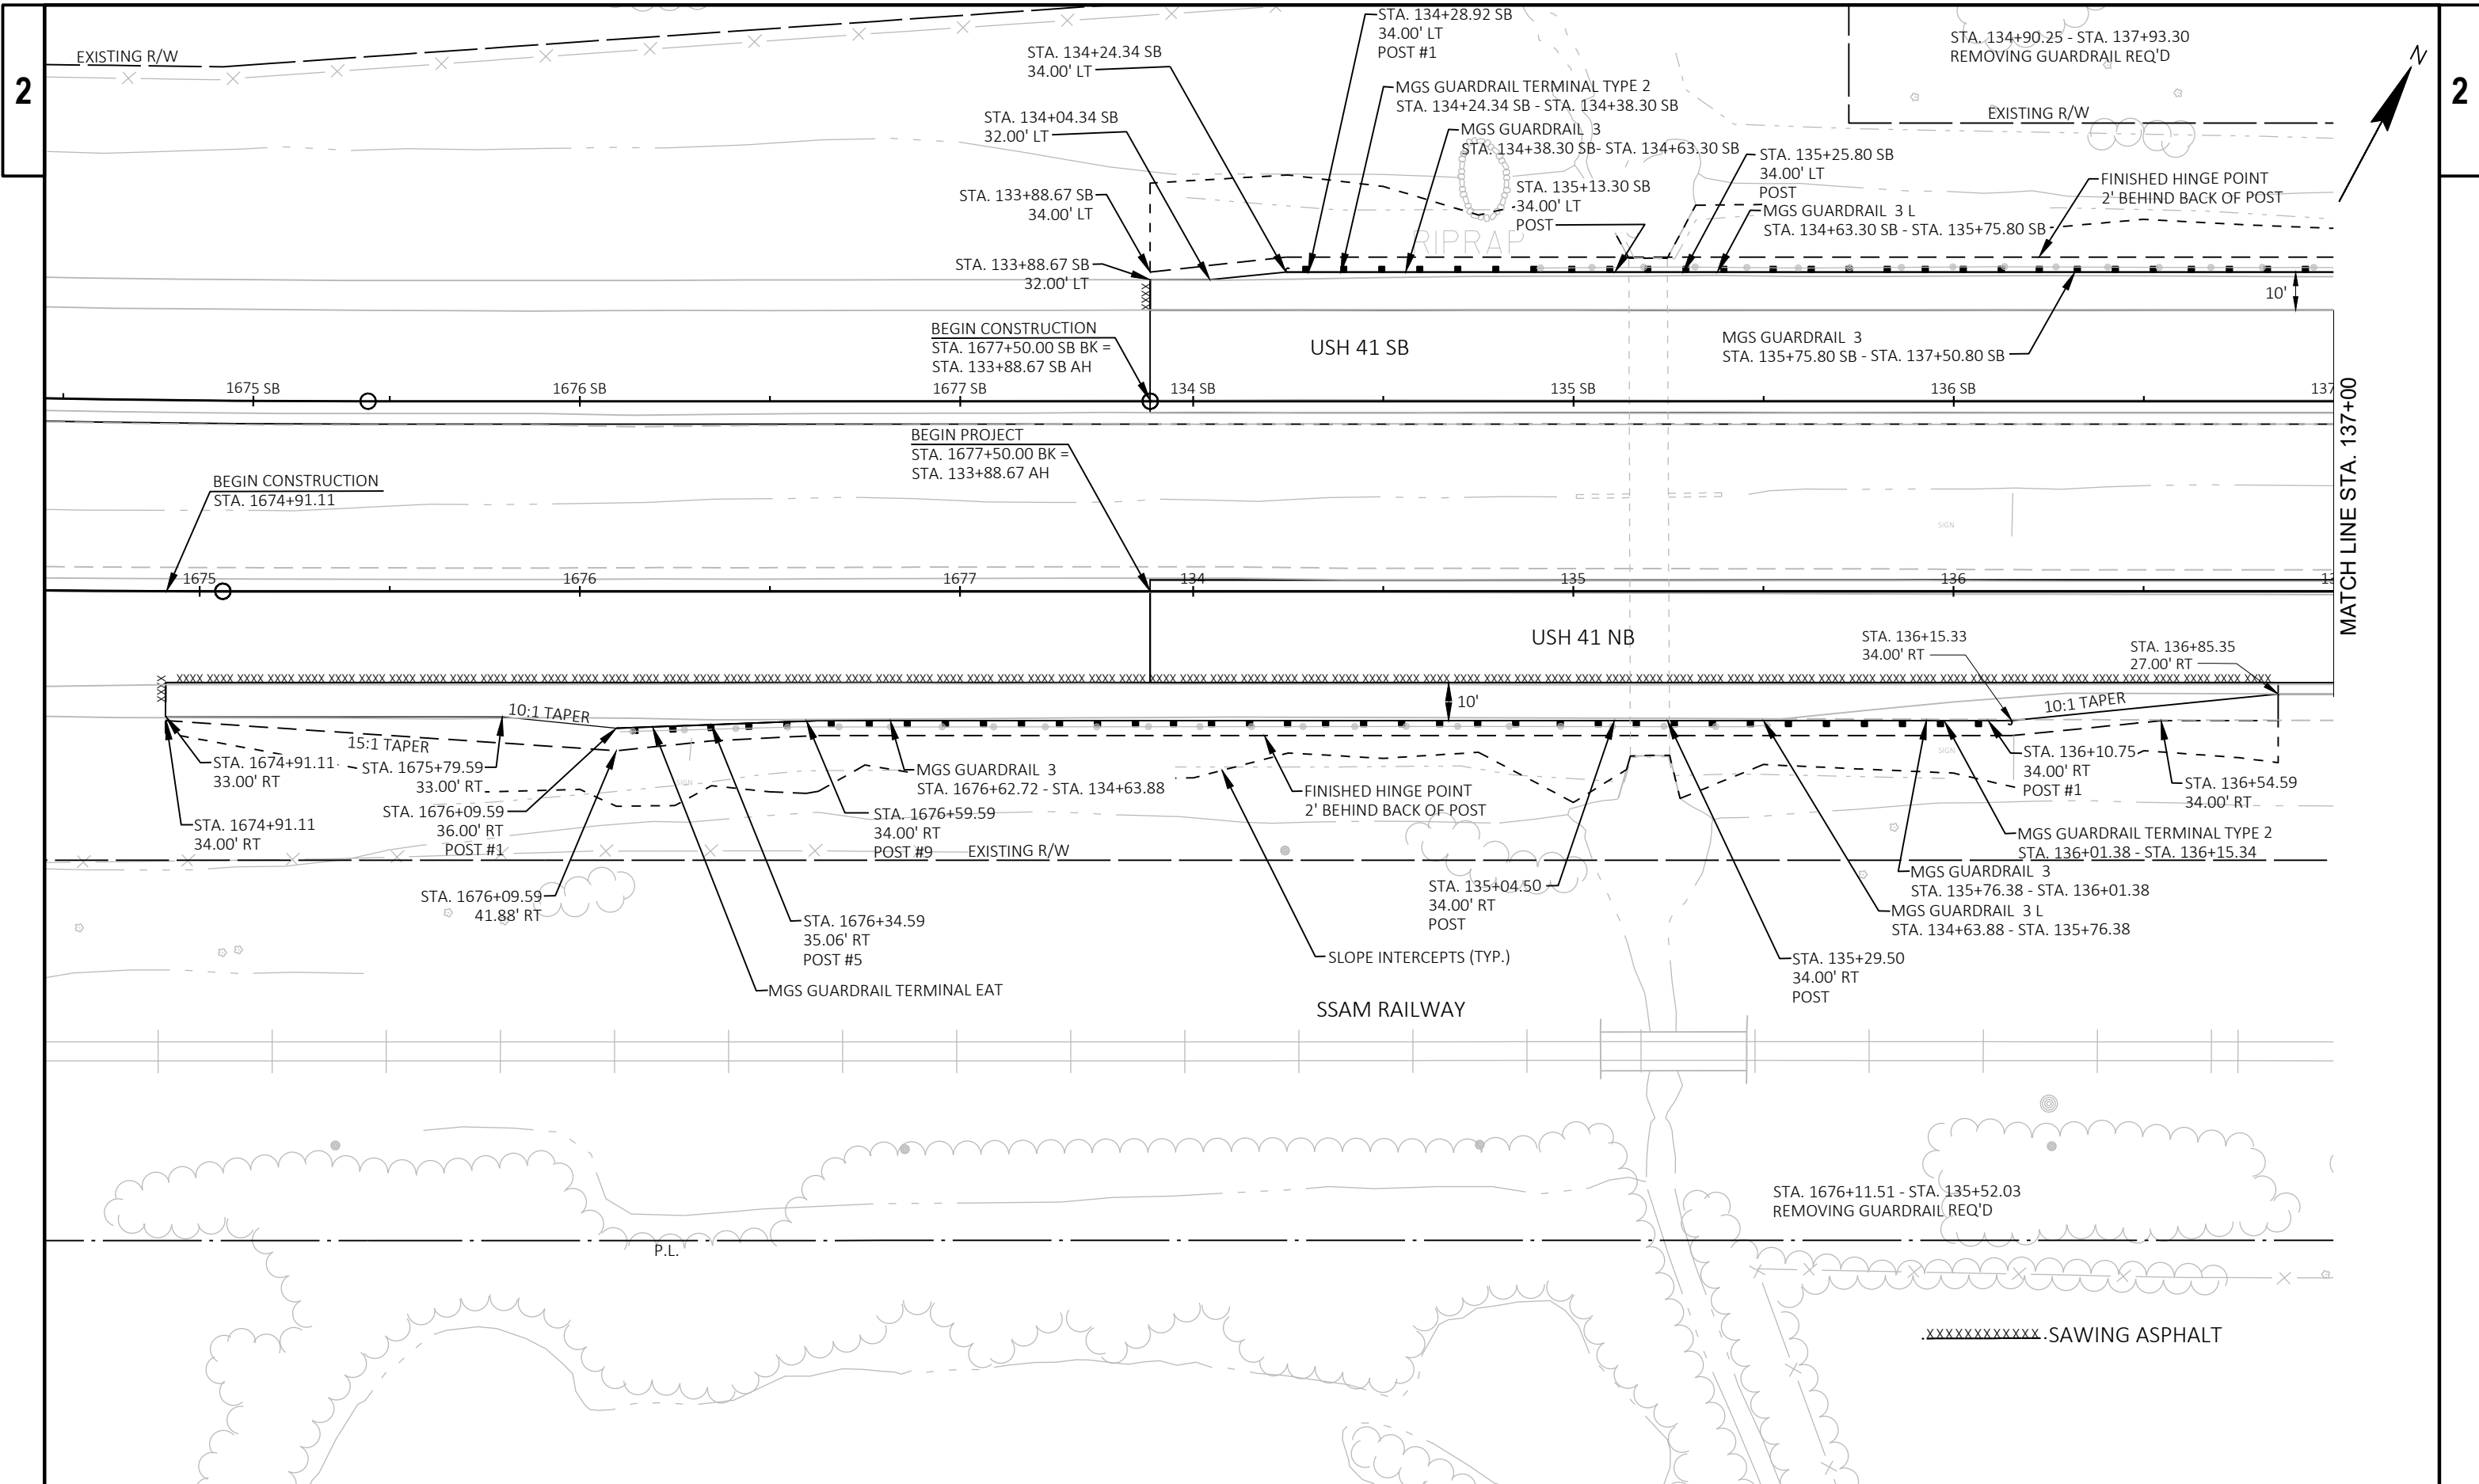 2
2
EXISTING R/W
STA. 134+28.92 SB
34.00' LT
POST #1
STA. 134+24.34 SB
34.00' LT
STA. 134+90.25 - STA. 137+93.30
REMOVING GUARDRAIL REQ'D
N
MGS GUARDRAIL TERMINAL TYPE 2
STA. 134+24.34 SB - STA. 134+38.30 SB
EXISTING R/W
STA. 134+04.34 SB
32.00' LT
MGS GUARDRAIL 3
STA. 134+38.30 SB- STA. 134+63.30 SB
STA. 135+25.80 SB
34.00' LT
POST
STA. 133+88.67 SB
34.00' LT
STA. 135+13.30 SB
34.00' LT
POST
FINISHED HINGE POINT
2' BEHIND BACK OF POST
MGS GUARDRAIL 3 L
STA. 134+63.30 SB - STA. 135+75.80 SB
RIPRAP
STA. 133+88.67 SB
32.00' LT
XXXX
10'
BEGIN CONSTRUCTION
STA. 1677+50.00 SB BK =
STA. 133+88.67 SB AH
USH 41 SB
MGS GUARDRAIL 3
STA. 135+75.80 SB - STA. 137+50.80 SB
1675 SB
1676 SB
1677 SB
134 SB
135 SB
136 SB
137
MATCH LINE STA. 137+00
BEGIN PROJECT
STA. 1677+50.00 BK =
STA. 133+88.67 AH
BEGIN CONSTRUCTION
STA. 1674+91.11
SIGN
1675
1676
1677
134
135
136
13
USH 41 NB
STA. 136+15.33
34.00' RT
STA. 136+85.35
27.00' RT
10:1 TAPER
10'
10:1 TAPER
15:1 TAPER
STA. 1674+91.11
33.00' RT
STA. 1675+79.59
33.00' RT
SIGN
MGS GUARDRAIL 3
STA. 1676+62.72 - STA. 134+63.88
FINISHED HINGE POINT
2' BEHIND BACK OF POST
SIGN
STA. 136+10.75
34.00' RT
POST #1
STA. 136+54.59
34.00' RT
STA. 1674+91.11
34.00' RT
STA. 1676+09.59
36.00' RT
POST #1
STA. 1676+59.59
34.00' RT
POST #9
EXISTING R/W
MGS GUARDRAIL TERMINAL TYPE 2
STA. 136+01.38 - STA. 136+15.34
STA. 1676+09.59
41.88' RT
STA. 135+04.50
34.00' RT
POST
MGS GUARDRAIL 3
STA. 135+76.38 - STA. 136+01.38
MGS GUARDRAIL 3 L
STA. 134+63.88 - STA. 135+76.38
STA. 1676+34.59
35.06' RT
POST #5
SLOPE INTERCEPTS (TYP.)
STA. 135+29.50
34.00' RT
POST
MGS GUARDRAIL TERMINAL EAT
SSAM RAILWAY
STA. 1676+11.51 - STA. 135+52.03
REMOVING GUARDRAIL REQ'D
P.L.
XXXXXXXXXXXX SAWING ASPHALT